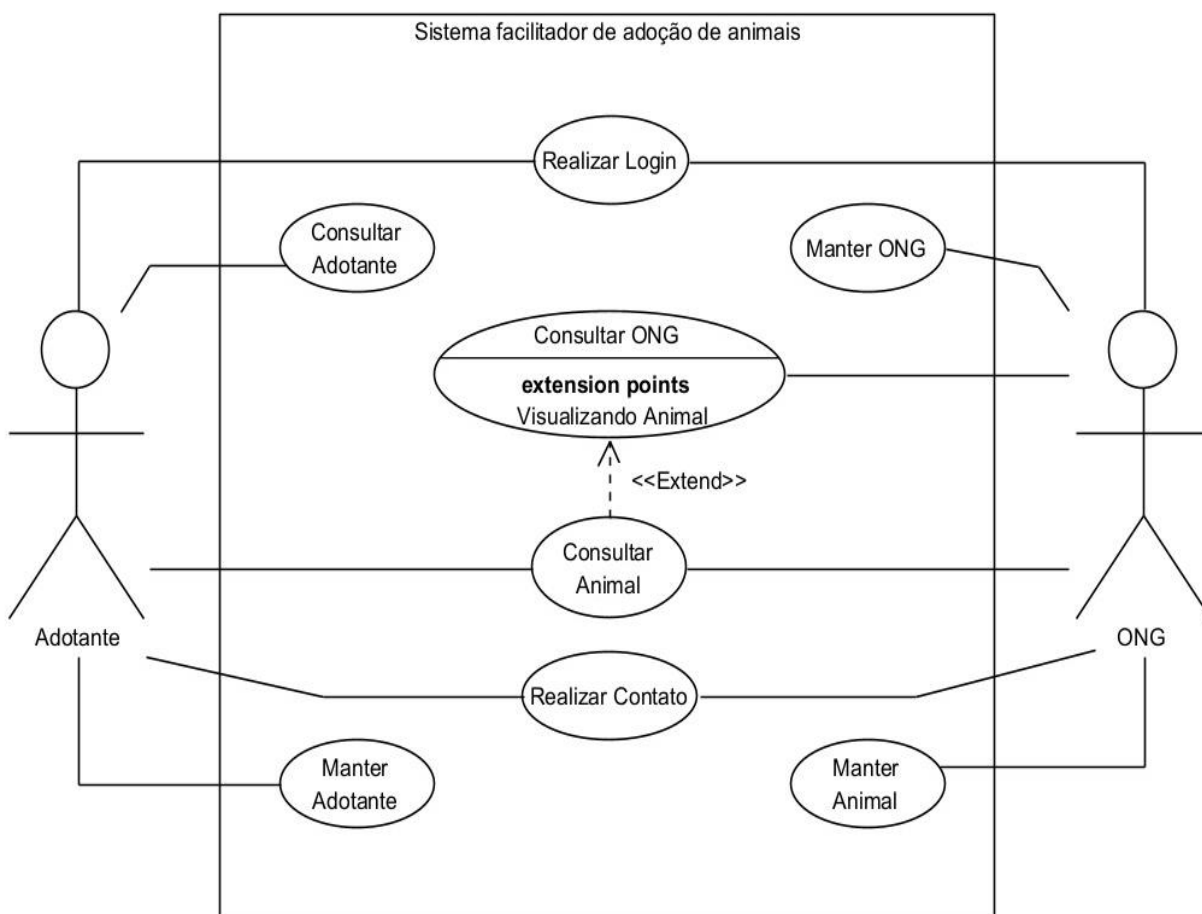 Sistema facilitador de adoção de animais
Realizar Login
Consultar
Adotante
Manter ONG
Consultar ONG
extension points
Visualizando Animal
<<Extend>>
Consultar
Animal
Adotante
ONG
Realizar Contato
Manter
Adotante
Manter
Animal